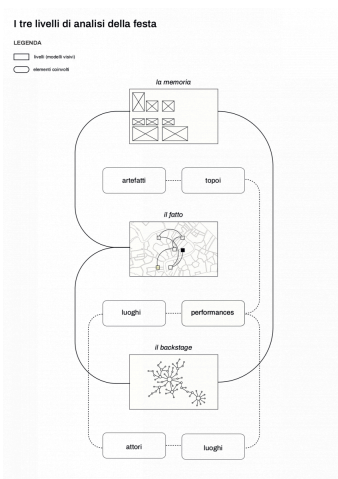 I tre livelli di analisi della festa
LEGENDA
livelli (modelli visivi)
elementi coinvolti
la memoria
artefatti
topoi
il fatto
luoghi
performances
il backstage
attori
luoghi